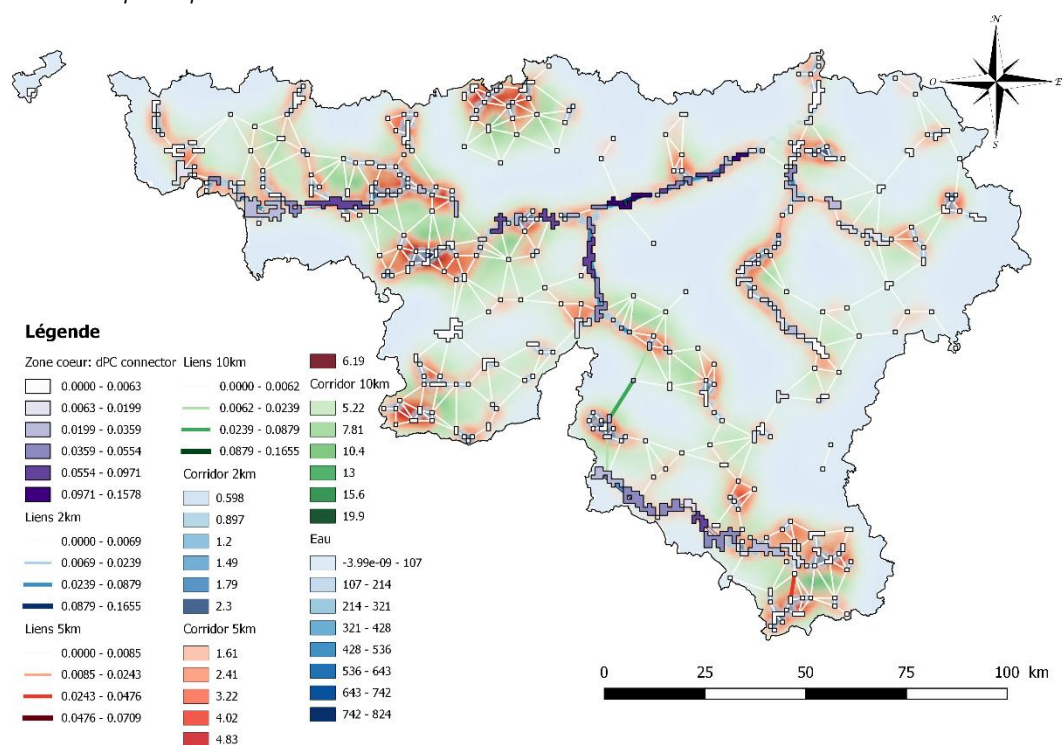 N
O
E
S
Légende
Zone coeur: dPC connector
0.0000 - 0.0063
0.0063 - 0.0199
0.0199 - 0.0359
0.0359 - 0.0554
0.0554 - 0.0971
0.0971 - 0.1578
Liens 2km
0.0000 - 0.0069
0.0069 - 0.0239
0.0239 - 0.0879
0.0879 - 0.1655
Liens 5km
0.0000 - 0.0085
0.0085 - 0.0243
0.0243 - 0.0476
0.0476 - 0.0709
Liens 10km
0.0000 - 0.0062
0.0062 - 0.0239
0.0239 - 0.0879
0.0879 - 0.1655
Corridor 2km
0.598
0.897
1.2
1.49
1.79
2.3
Corridor 5km
1.61
2.41
3.22
4.02
4.83
6.19
Corridor 10km
5.22
7.81
10.4
13
15.6
19.9
Eau
-3.99e-09 - 107
107 - 214
214 - 321
321 - 428
428 - 536
536 - 643
643 - 742
742 - 824
0 25 50 75 100 km